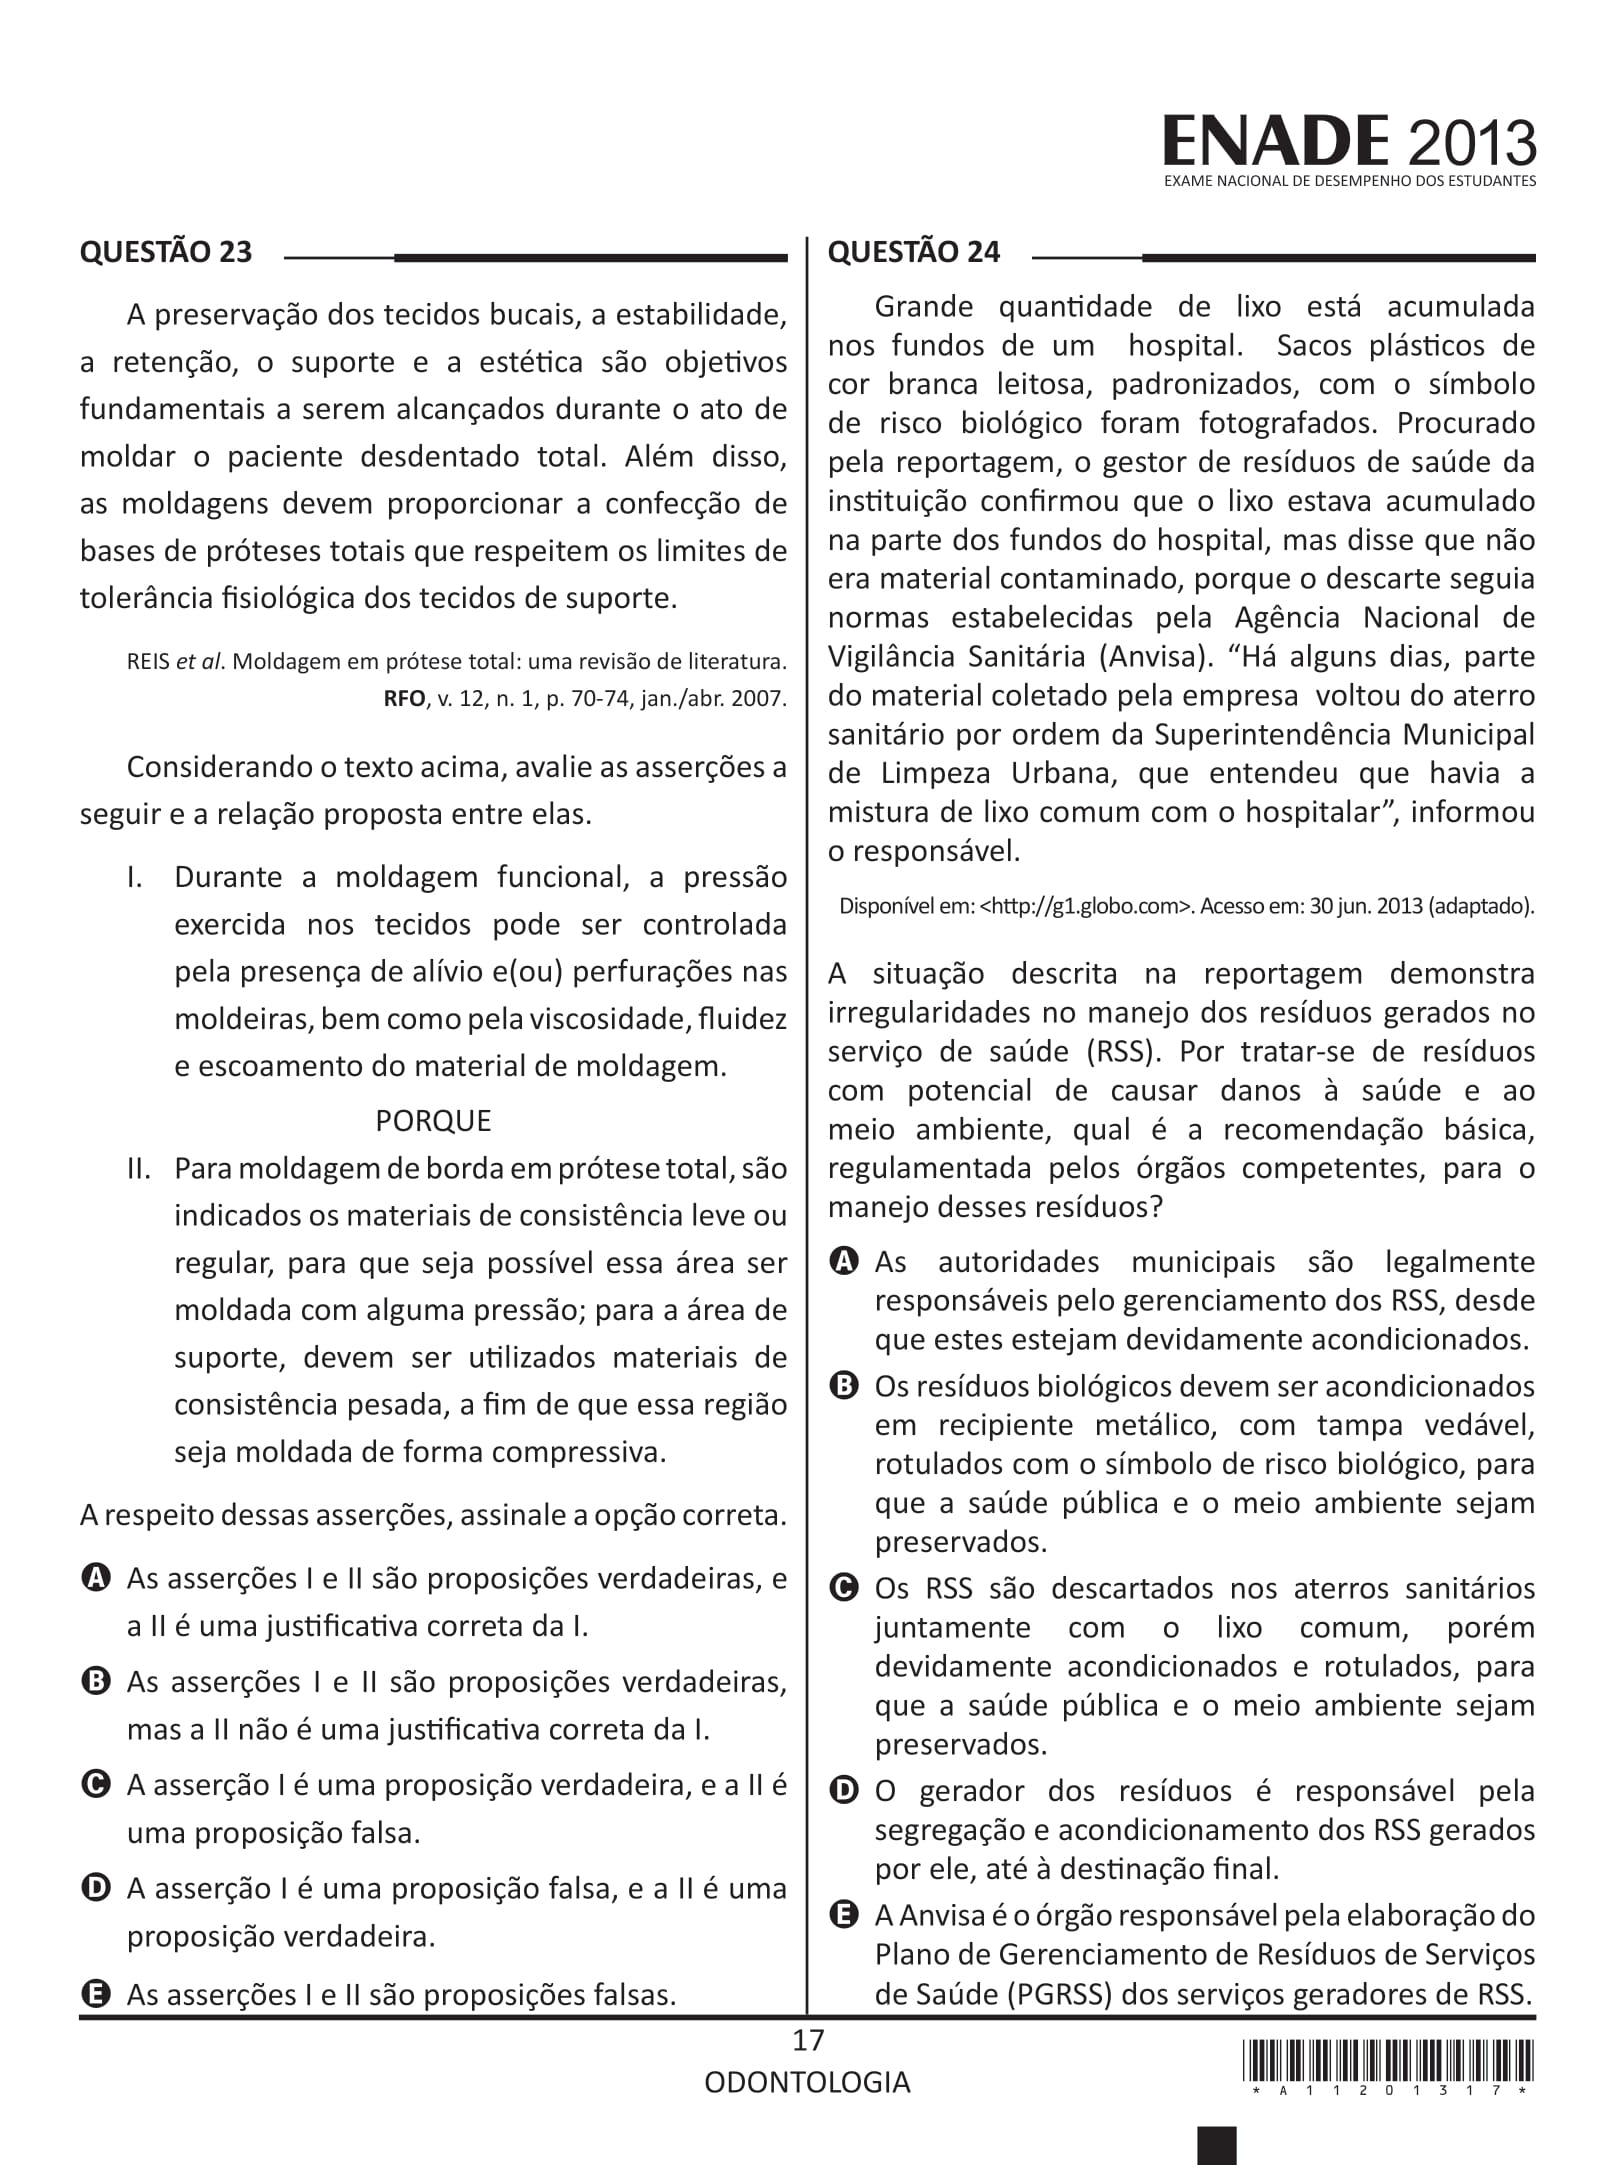 ENADE 2013
EXAME NACIONAL DE DESEMPENHO DOS ESTUDANTES
QUESTÃO 23
A preservação dos tecidos bucais, a estabilidade,
a retenção, o suporte e a estética são objetivos
fundamentais a serem alcançados durante o ato de
moldar o paciente desdentado total. Além disso,
as moldagens devem proporcionar a confecção de
bases de próteses totais que respeitem os limites de
tolerância fisiológica dos tecidos de suporte.
REIS et al. Moldagem em prótese total: uma revisão de literatura.
RFO, v. 12, n. 1, p. 70-74, jan./abr. 2007.
Considerando o texto acima, avalie as asserções a
seguir e a relação proposta entre elas.
I. Durante a moldagem funcional, a pressão
exercida nos tecidos pode ser controlada
pela presença de alívio e(ou) perfurações nas
moldeiras, bem como pela viscosidade, fluidez
e escoamento do material de moldagem.
PORQUE
II. Para moldagem de borda em prótese total, são
indicados os materiais de consistência leve ou
regular, para que seja possível essa área ser
moldada com alguma pressão; para a área de
suporte, devem ser utilizados materiais de
consistência pesada, a fim de que essa região
seja moldada de forma compressiva.
A respeito dessas asserções, assinale a opção correta.
A As asserções I e II são proposições verdadeiras, e
a II é uma justificativa correta da I.
B As asserções I e II são proposições verdadeiras,
mas a II não é uma justificativa correta da I.
C A asserção I é uma proposição verdadeira, e a II é
uma proposição falsa.
D A asserção I é uma proposição falsa, e a II é uma
proposição verdadeira.
E As asserções I e II são proposições falsas.
QUESTÃO 24
Grande quantidade de lixo está acumulada
nos fundos de um hospital. Sacos plásticos de
cor branca leitosa, padronizados, com o símbolo
de risco biológico foram fotografados. Procurado
pela reportagem, o gestor de resíduos de saúde da
instituição confirmou que o lixo estava acumulado
na parte dos fundos do hospital, mas disse que não
era material contaminado, porque o descarte seguia
normas estabelecidas pela Agência Nacional de
Vigilância Sanitária (Anvisa). “Há alguns dias, parte
do material coletado pela empresa voltou do aterro
sanitário por ordem da Superintendência Municipal
de Limpeza Urbana, que entendeu que havia a
mistura de lixo comum com o hospitalar”, informou
o responsável.
Disponível em: <http://g1.globo.com>. Acesso em: 30 jun. 2013 (adaptado).
A situação descrita na reportagem demonstra
irregularidades no manejo dos resíduos gerados no
serviço de saúde (RSS). Por tratar-se de resíduos
com potencial de causar danos à saúde e ao
meio ambiente, qual é a recomendação básica,
regulamentada pelos órgãos competentes, para o
manejo desses resíduos?
A As autoridades municipais são legalmente
responsáveis pelo gerenciamento dos RSS, desde
que estes estejam devidamente acondicionados.
B Os resíduos biológicos devem ser acondicionados
em recipiente metálico, com tampa vedável,
rotulados com o símbolo de risco biológico, para
que a saúde pública e o meio ambiente sejam
preservados.
C Os RSS são descartados nos aterros sanitários
juntamente com o lixo comum, porém
devidamente acondicionados e rotulados, para
que a saúde pública e o meio ambiente sejam
preservados.
D O gerador dos resíduos é responsável pela
segregação e acondicionamento dos RSS gerados
por ele, até à destinação final.
E A Anvisa é o órgão responsável pela elaboração do
Plano de Gerenciamento de Resíduos de Serviços
de Saúde (PGRSS) dos serviços geradores de RSS.
17
ODONTOLOGIA
* A 1 1 2 0 1 3 1 7 *